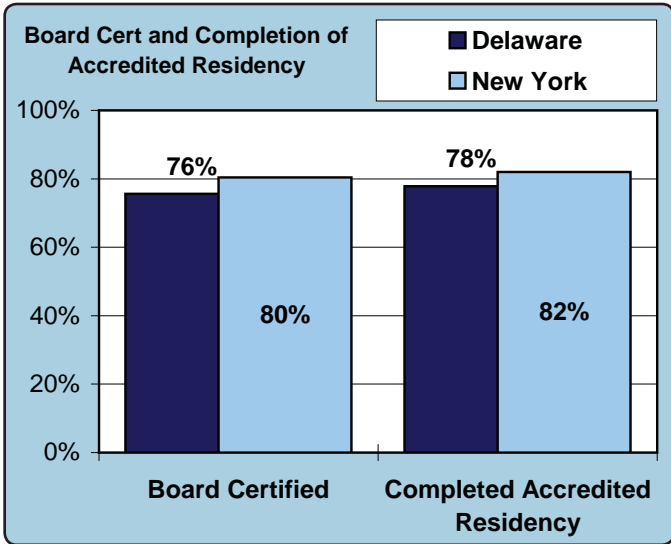 Board Cert and Completion of
Accredited Residency
Delaware
New York
100%
80%
60%
40%
20%
0%
76%
80%
78%
82%
Board Certified
Completed Accredited
Residency